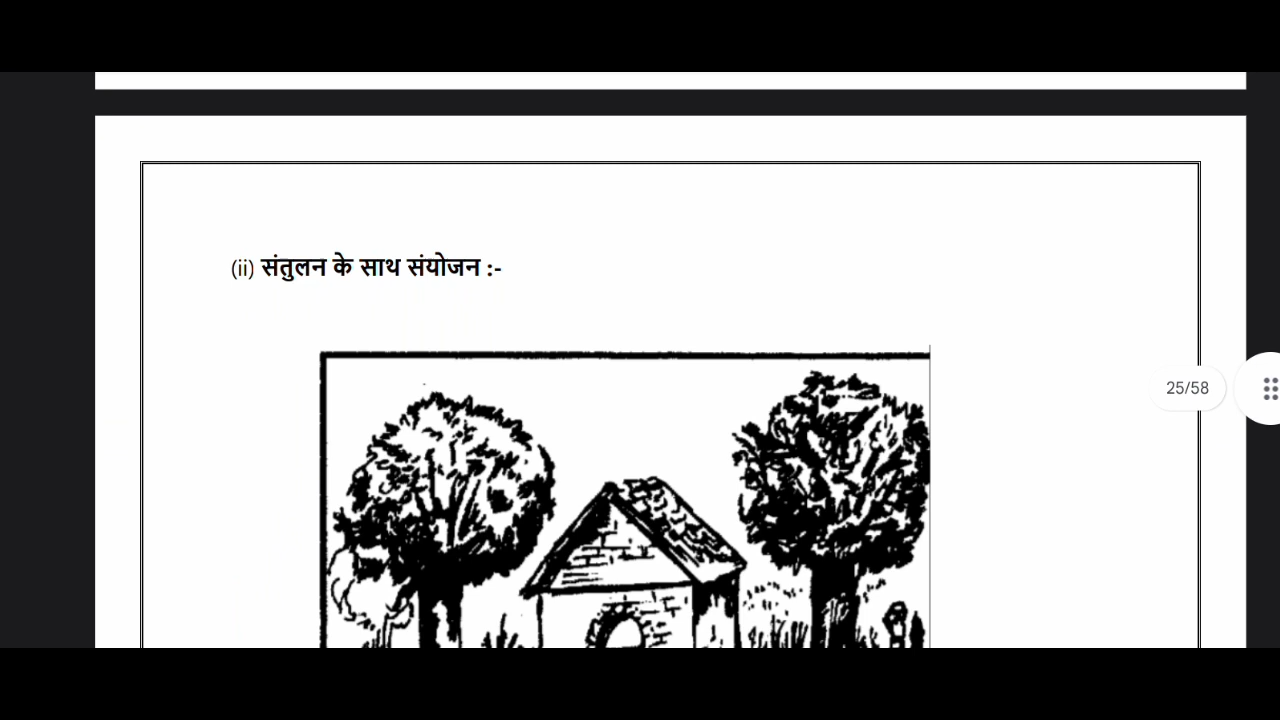 (ii) संतुलन के साथ संयोजन :-
25/58